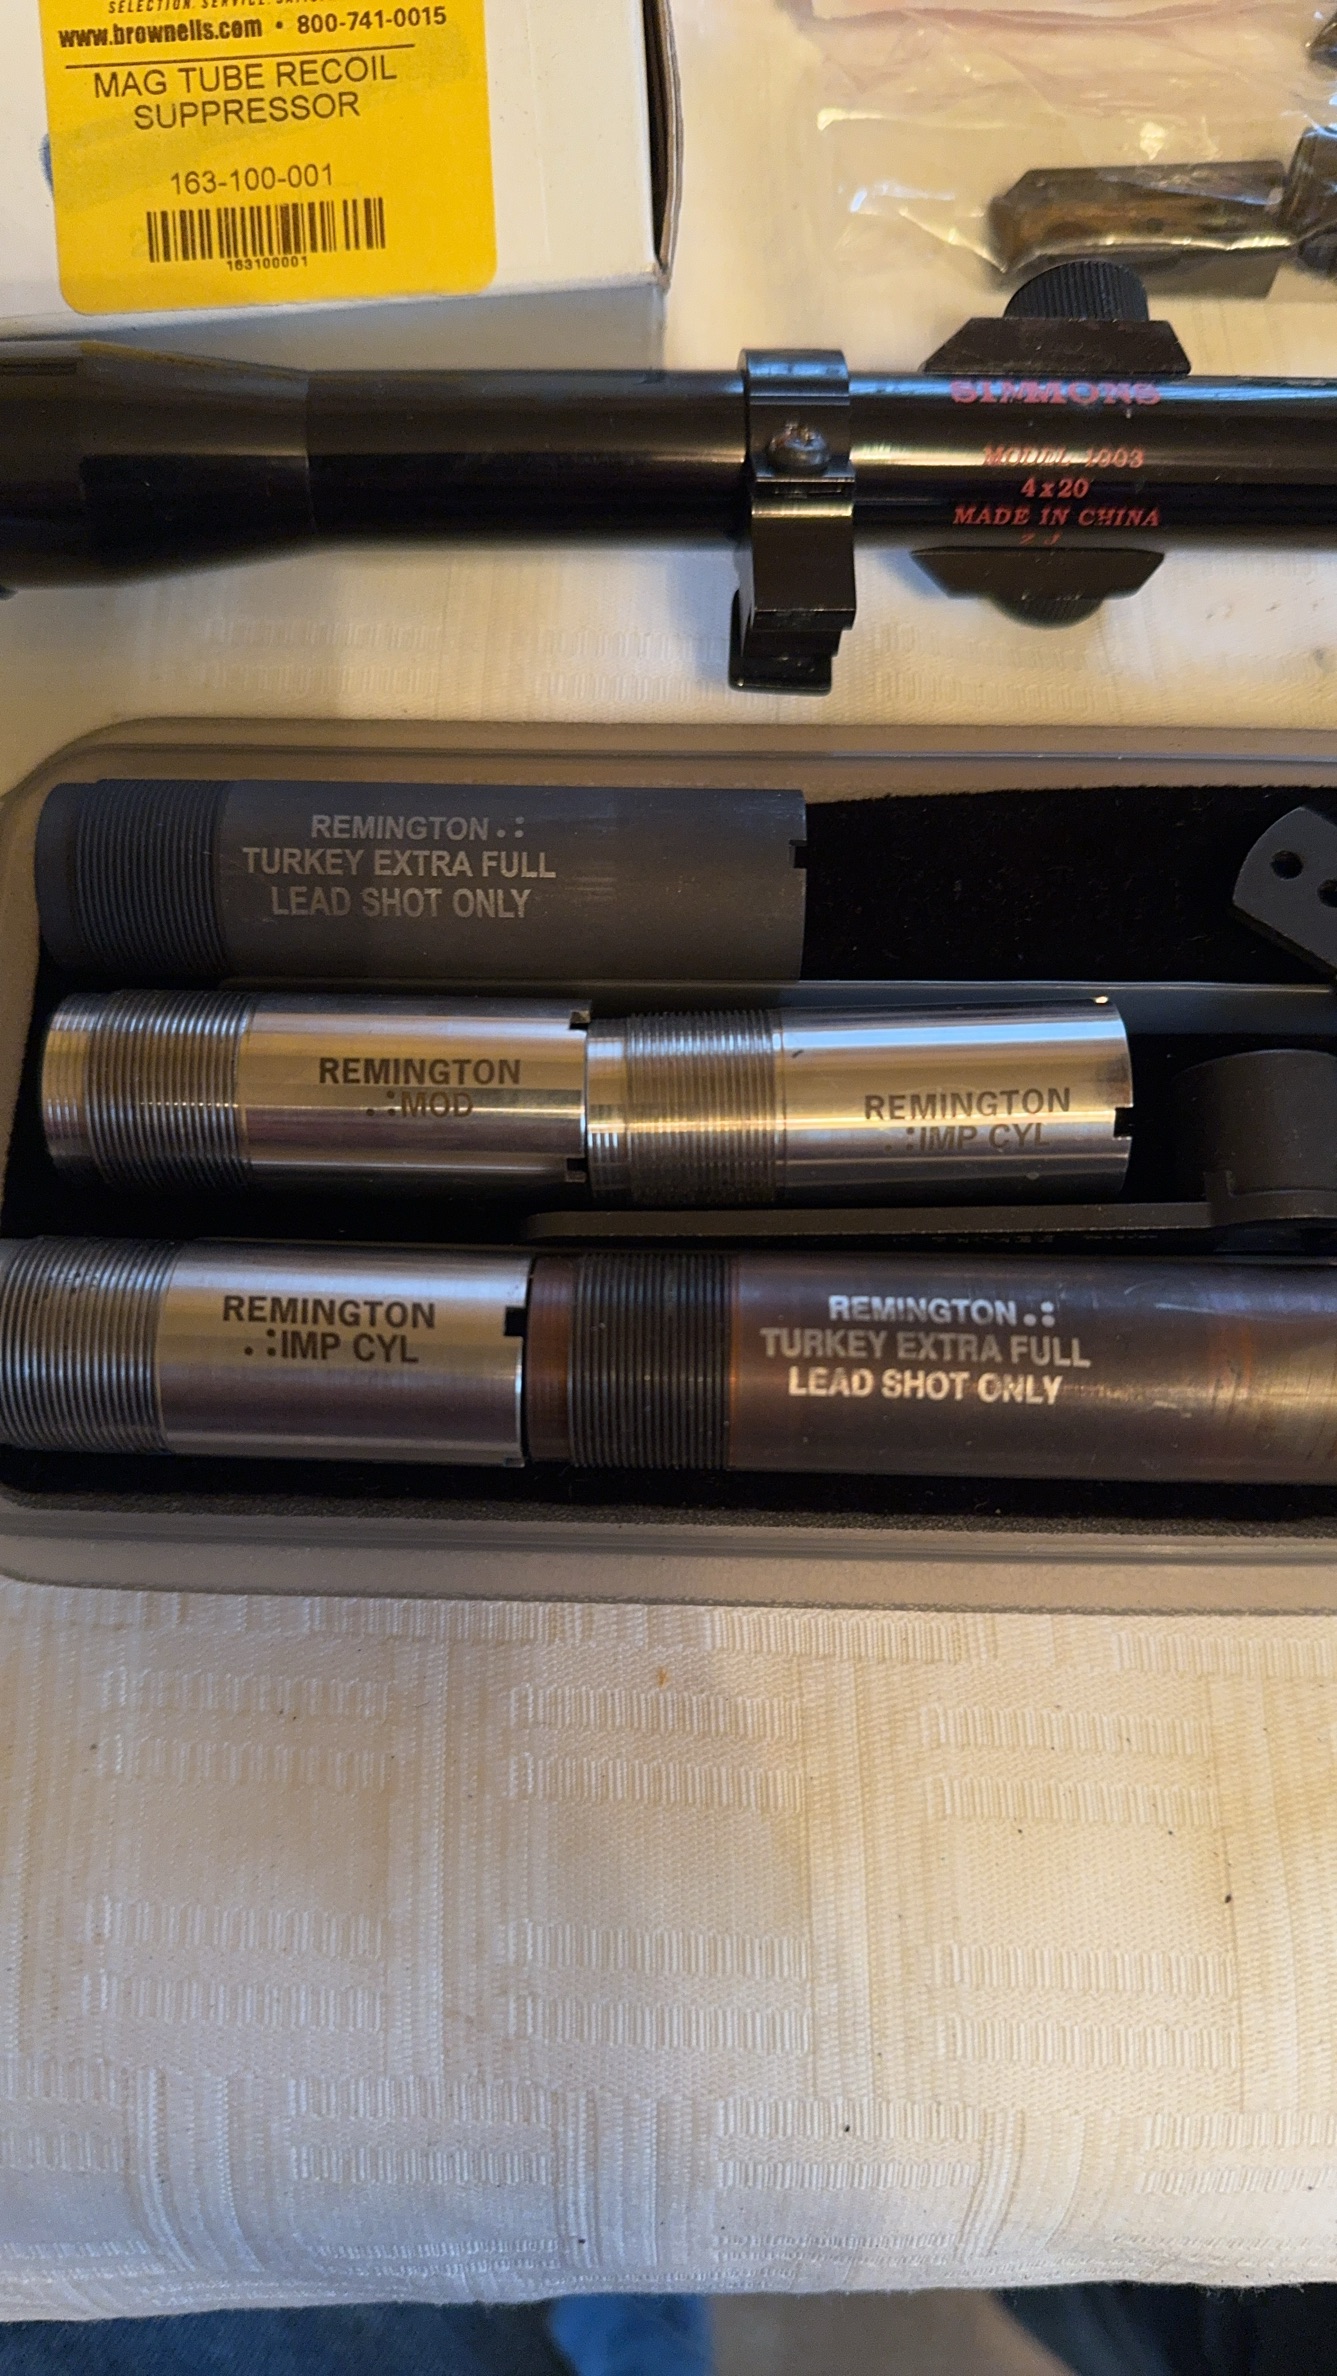 www.brownells.com • 800-741-0015
MAG TUBE RECOIL
SUPPRESSOR
163-100-001
163100001
SIMMONS
MODEL 1003
4x20
MADE IN CHINA
REMINGTON
TURKEY EXTRA FULL
LEAD SHOT ONLY
REMINGTON
MOD
REMINGTON
IMP CYL
REMINGTON
IMP CYL
REMINGTON
TURKEY EXTRA FULL
LEAD SHOT ONLY